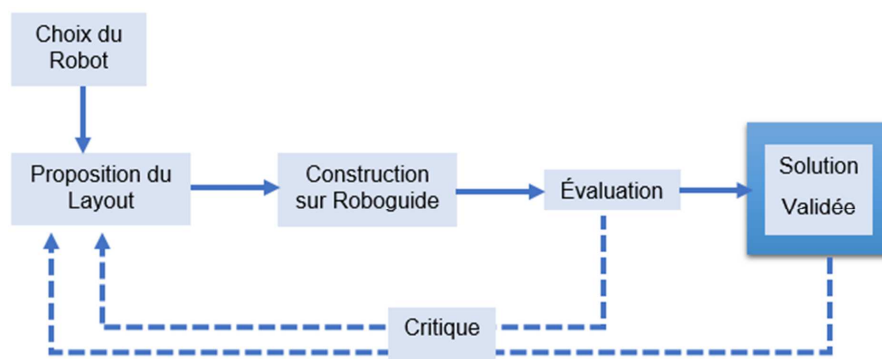 Choix du
Robot
Proposition du
Layout
Construction
sur Roboguide
Évaluation
Solution
Validée
Critique